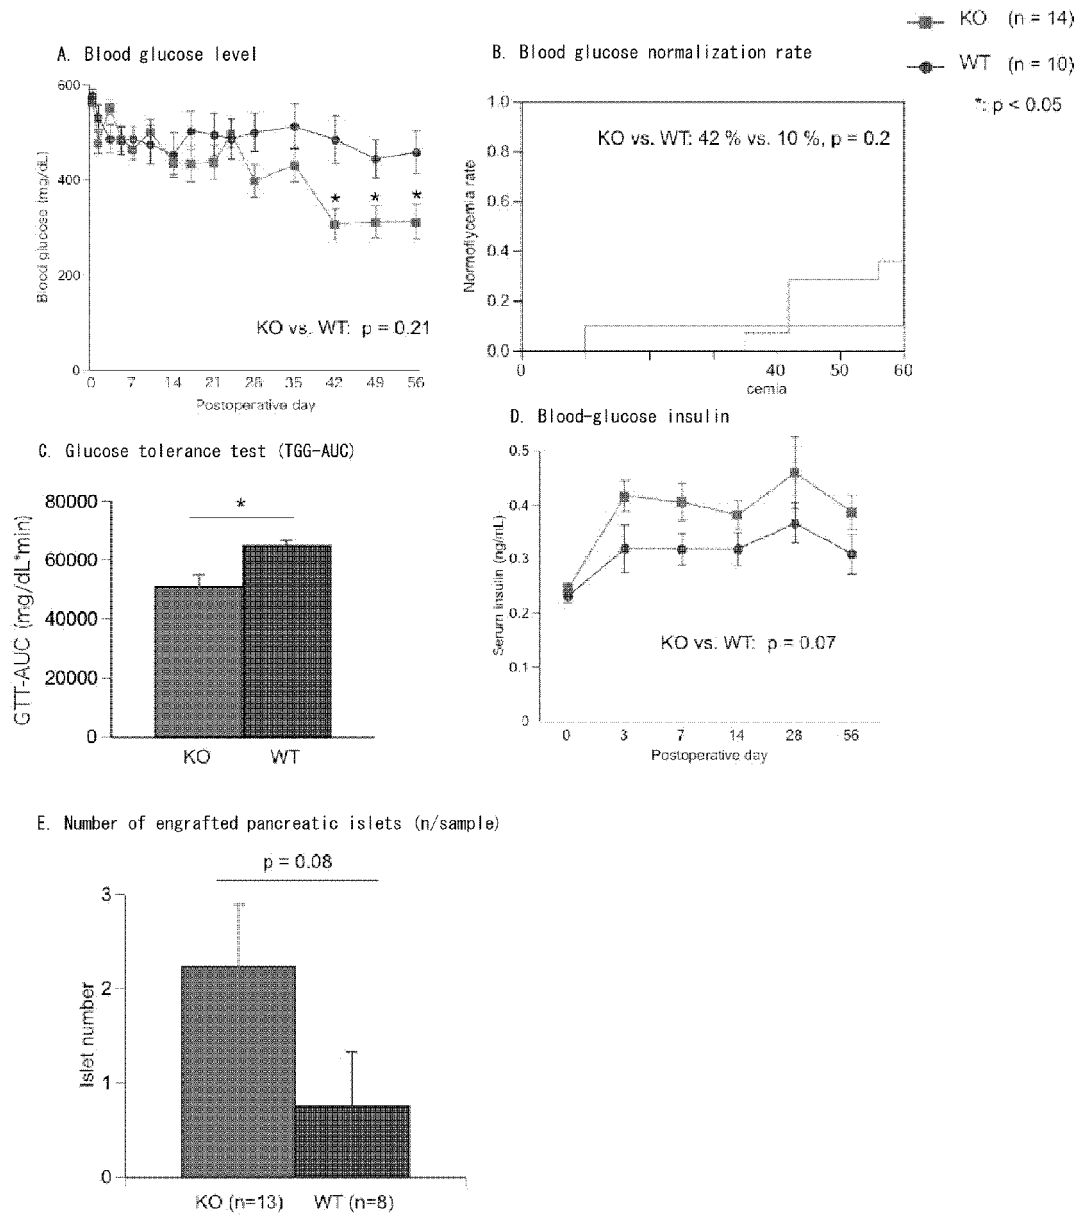 KO (n = 14)
WT (n = 10)
*: p < 0.05
A. Blood glucose level
600
400
200
0
Blood glucose (mg/dL)
* * *
KO vs. WT: p = 0.21
0 7 14 21 28 35 42 49 56
Postoperative day
B. Blood glucose normalization rate
1.0
0.8
0.6
0.4
0.2
0.0
Normoflycemia rate
KO vs. WT: 42 % vs. 10 %, p = 0.2
0 40 50 60
cemia
C. Glucose tolerance test (TGG-AUC)
80000
60000
40000
20000
0
GTT-AUC (mg/dL*min)
*
KO WT
D. Blood-glucose insulin
0.5
0.4
0.3
0.2
0.1
0
Serum insulin (ng/mL)
KO vs. WT: p = 0.07
0 3 7 14 28 56
Postoperative day
E. Number of engrafted pancreatic islets (n/sample)
p = 0.08
3
2
1
0
Islet number
KO (n=13) WT (n=8)